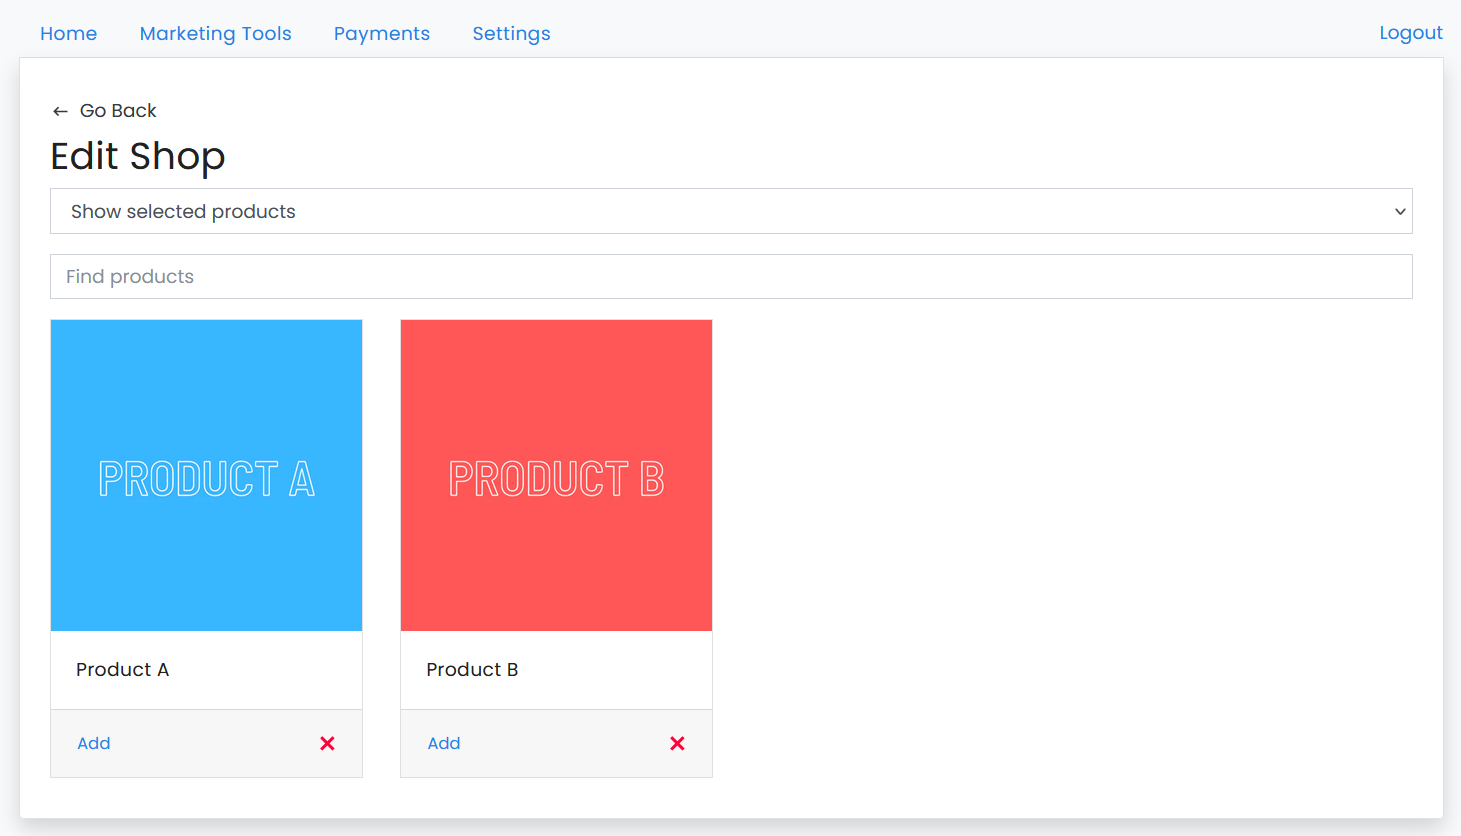 Home Marketing Tools Payments Settings Logout
← Go Back
Edit Shop
Show selected products
Find products
PRODUCT A PRODUCT B
Product A Product B
Add Add